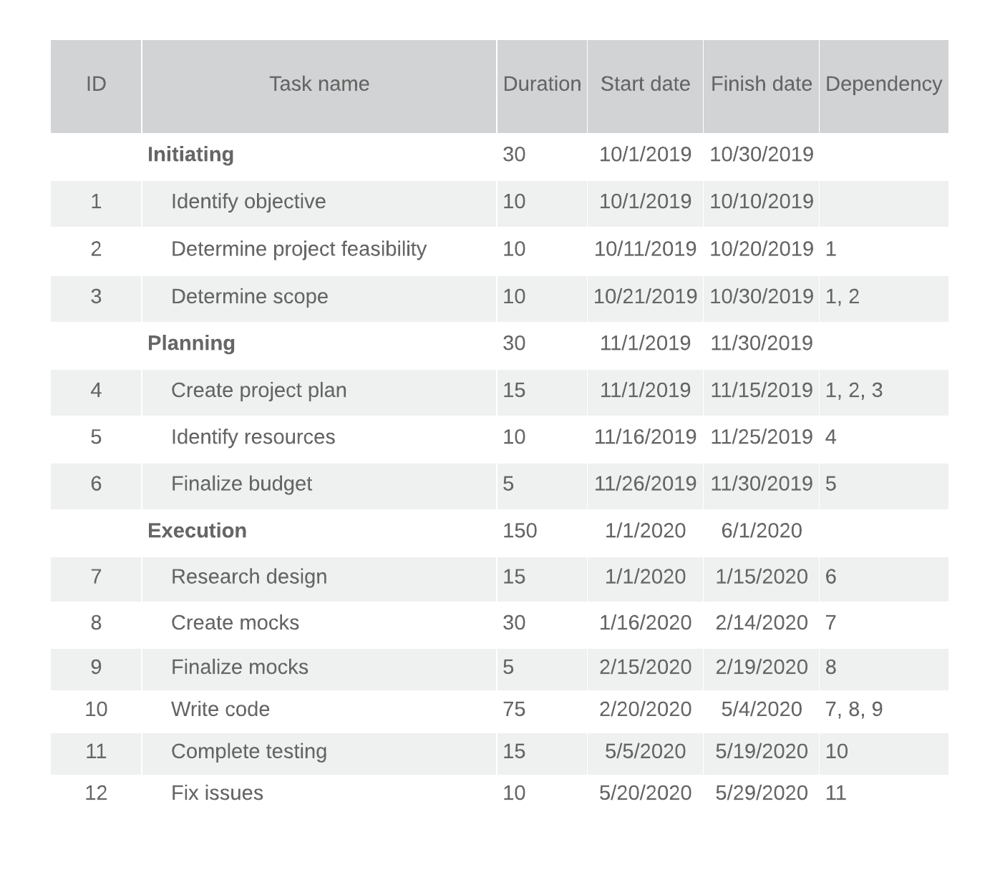 ID Task name Duration Start date Finish date Dependency
Initiating 30 10/1/2019 10/30/2019
1 Identify objective 10 10/1/2019 10/10/2019
2 Determine project feasibility 10 10/11/2019 10/20/2019 1
3 Determine scope 10 10/21/2019 10/30/2019 1, 2
Planning 30 11/1/2019 11/30/2019
4 Create project plan 15 11/1/2019 11/15/2019 1, 2, 3
5 Identify resources 10 11/16/2019 11/25/2019 4
6 Finalize budget 5 11/26/2019 11/30/2019 5
Execution 150 1/1/2020 6/1/2020
7 Research design 15 1/1/2020 1/15/2020 6
8 Create mocks 30 1/16/2020 2/14/2020 7
9 Finalize mocks 5 2/15/2020 2/19/2020 8
10 Write code 75 2/20/2020 5/4/2020 7, 8, 9
11 Complete testing 15 5/5/2020 5/19/2020 10
12 Fix issues 10 5/20/2020 5/29/2020 11